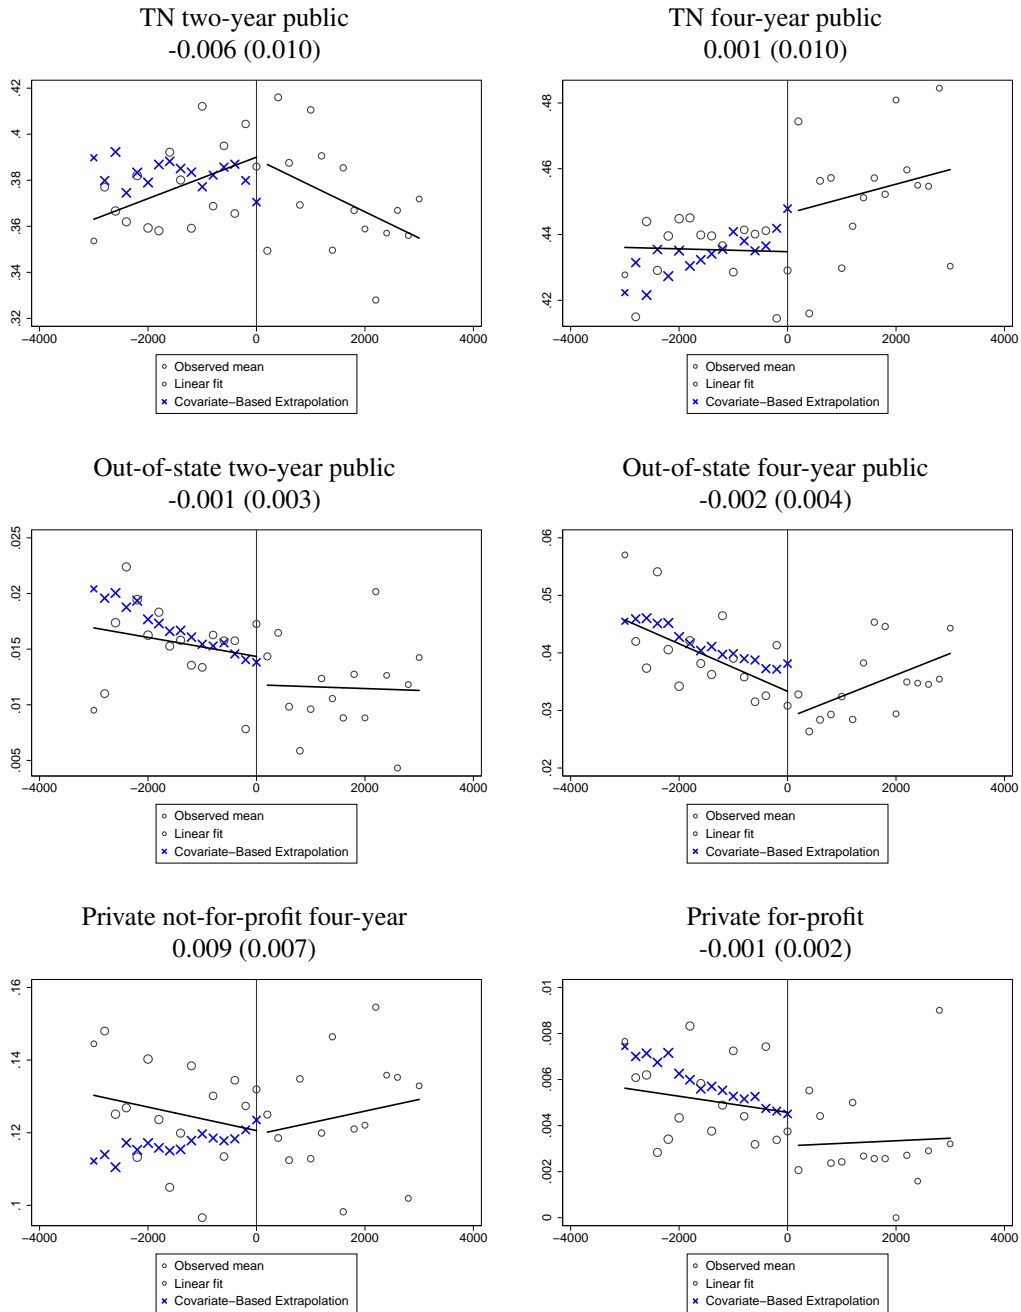 TN two-year public
-0.006 (0.010)
.42
.4
.38
.36
.34
.32
−4000 −2000 0 2000 4000
Observed mean
Linear fit
Covariate−Based Extrapolation
TN four-year public
0.001 (0.010)
.48
.46
.44
.42
−4000 −2000 0 2000 4000
Observed mean
Linear fit
Covariate−Based Extrapolation
Out-of-state two-year public
-0.001 (0.003)
.025
.02
.015
.01
.005
−4000 −2000 0 2000 4000
Observed mean
Linear fit
Covariate−Based Extrapolation
Out-of-state four-year public
-0.002 (0.004)
.06
.05
.04
.03
.02
−4000 −2000 0 2000 4000
Observed mean
Linear fit
Covariate−Based Extrapolation
Private not-for-profit four-year
0.009 (0.007)
.16
.14
.12
.1
−4000 −2000 0 2000 4000
Observed mean
Linear fit
Covariate−Based Extrapolation
Private for-profit
-0.001 (0.002)
.01
.008
.006
.004
.002
0
−4000 −2000 0 2000 4000
Observed mean
Linear fit
Covariate−Based Extrapolation